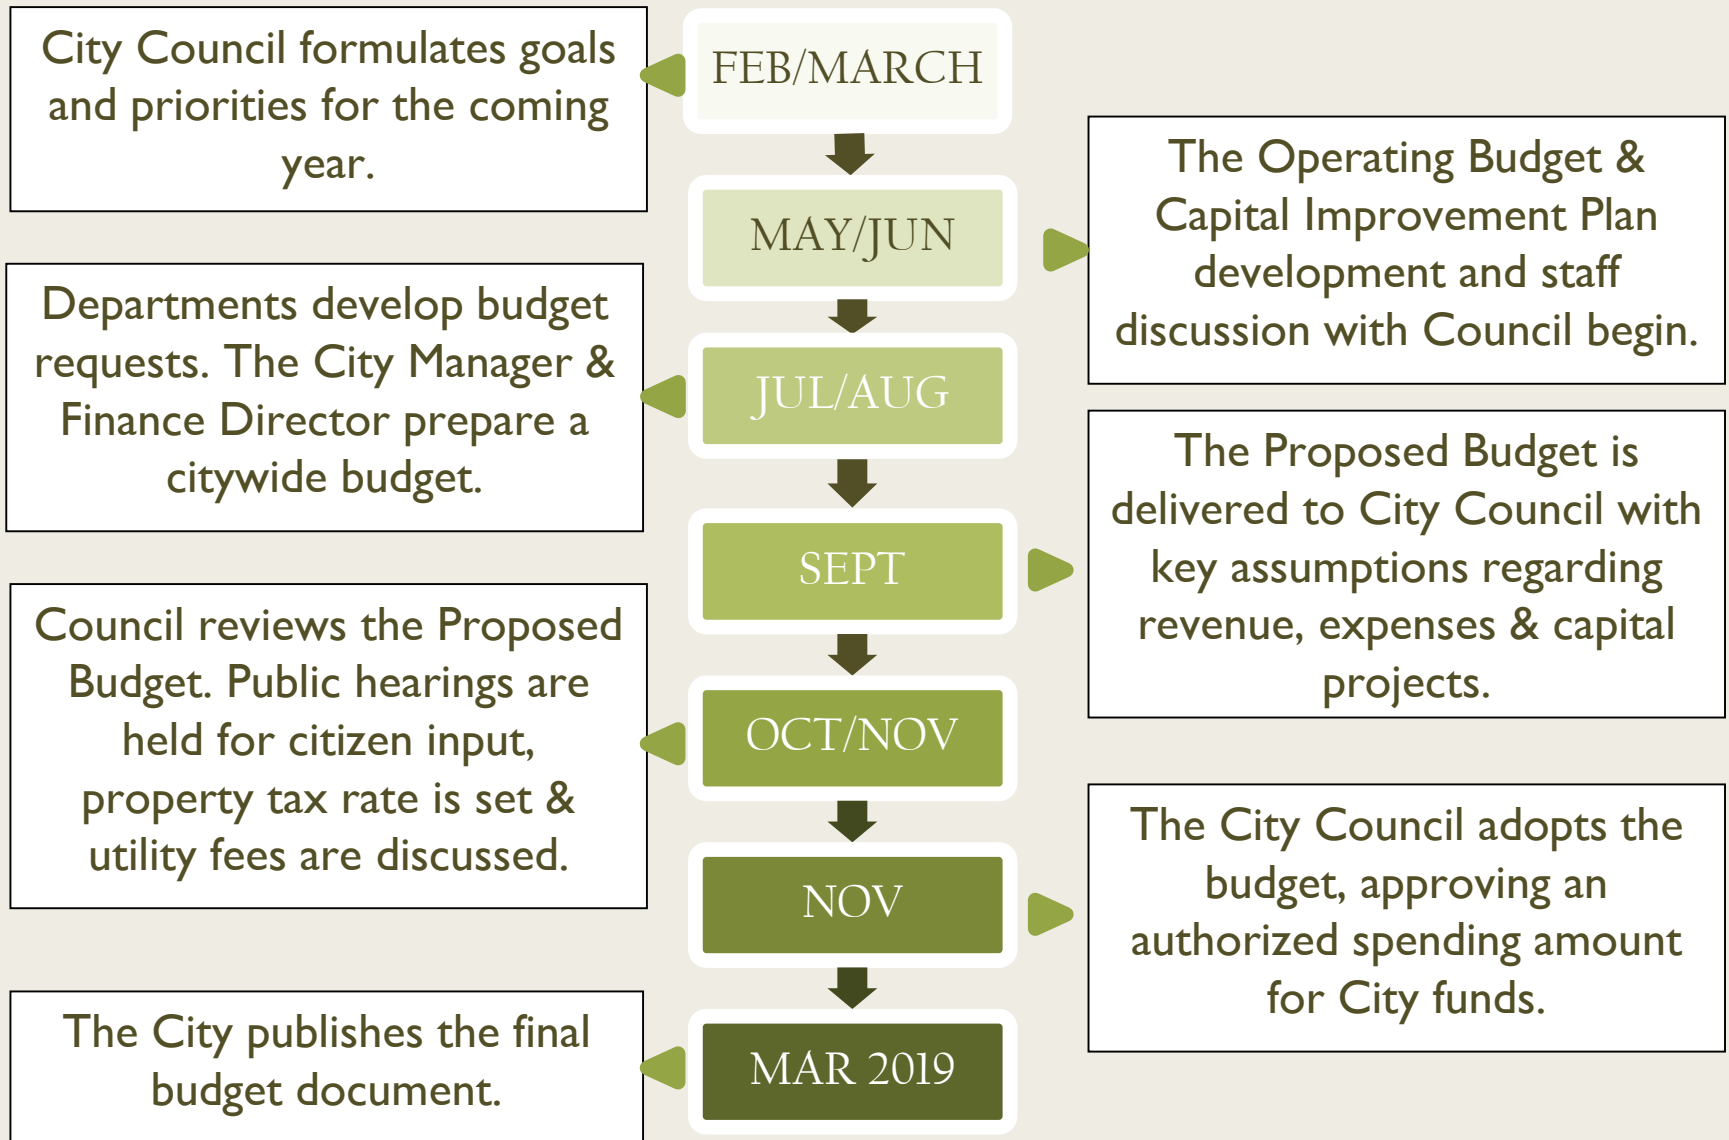 City Council formulates goals
and priorities for the coming
year.
FEB/MARCH
MAY/JUN
The Operating Budget &
Capital Improvement Plan
development and staff
discussion with Council begin.
Departments develop budget
requests. The City Manager &
Finance Director prepare a
citywide budget.
JUL/AUG
SEPT
The Proposed Budget is
delivered to City Council with
key assumptions regarding
revenue, expenses & capital
projects.
Council reviews the Proposed
Budget. Public hearings are
held for citizen input,
property tax rate is set &
utility fees are discussed.
OCT/NOV
NOV
The City Council adopts the
budget, approving an
authorized spending amount
for City funds.
The City publishes the final
budget document.
MAR 2019